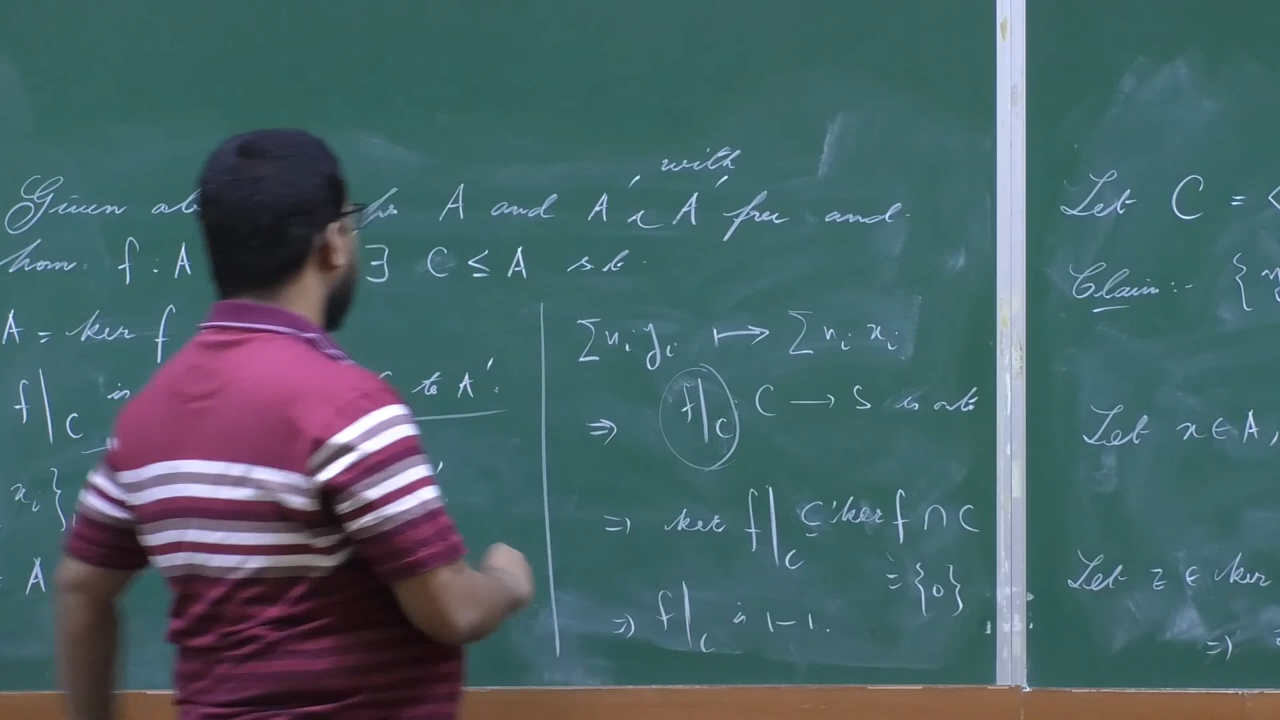 Given ab A and A', A' with free and
hom. f : A ∃ C ≤ A s.t.
A = ker f
f|_C is to A'.
x_i}
= A
∑ n_i y_i ↦ ∑ n_i x_i
⇒ f|_C C → S is onto
⇒ ker f|_C ⊆ ker f ∩ C
= {0}
⇒ f|_C is 1-1.
Let C = <
Claim :- {
Let x ∈ A,
Let z ∈ ker
⇒